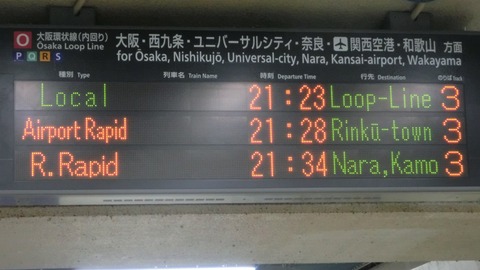 O 大阪環状線(内回り) 大阪・西九条・ユニバーサルシティ・奈良・関西空港・和歌山 方面
Ōsaka Loop Line for Ōsaka, Nishikujō, Universal-city, Nara, Kansai-airport, Wakayama
P Q R S
種別 Type 列車名 Train Name 時刻 Departure Time 行先 Destination のりば Track
Local 21:23 Loop-Line 3
Airport Rapid 21:28 Rinkū-town 3
R.Rapid 21:34 Nara,Kamo 3